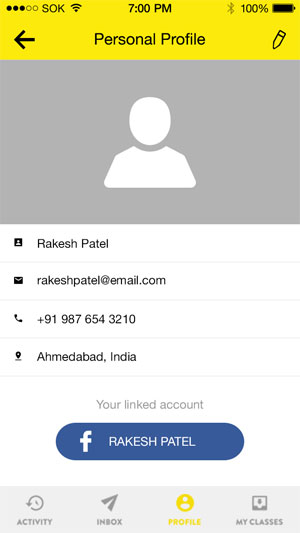 SOK 7:00 PM 100%
Personal Profile
Rakesh Patel
rakeshpatel@email.com
+91 987 654 3210
Ahmedabad, India
Your linked account
f RAKESH PATEL
ACTIVITY INBOX PROFILE MY CLASSES